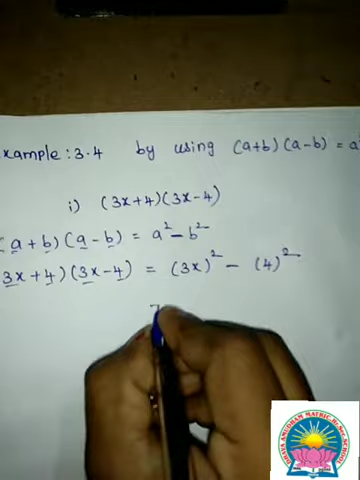 xample : 3.4 by using (a+b)(a-b) = a
i) (3x+4)(3x-4)
(a+b)(a-b) = a² - b²
3x+4)(3x-4) = (3x)² - (4)²